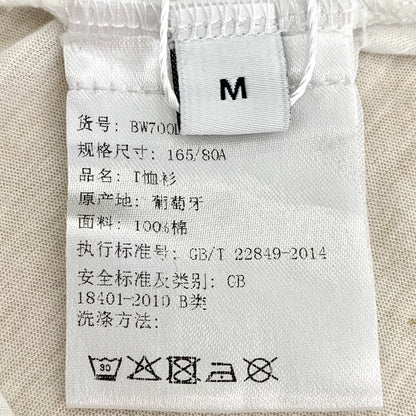 M
货号: BW700
规格尺寸: 165/80A
品名: T恤衫
原产地: 葡萄牙
面料: 100%棉
执行标准号: GB/T 22849-2014
安全标准及类别: GB
18401-2010 B类
洗涤方法:
30